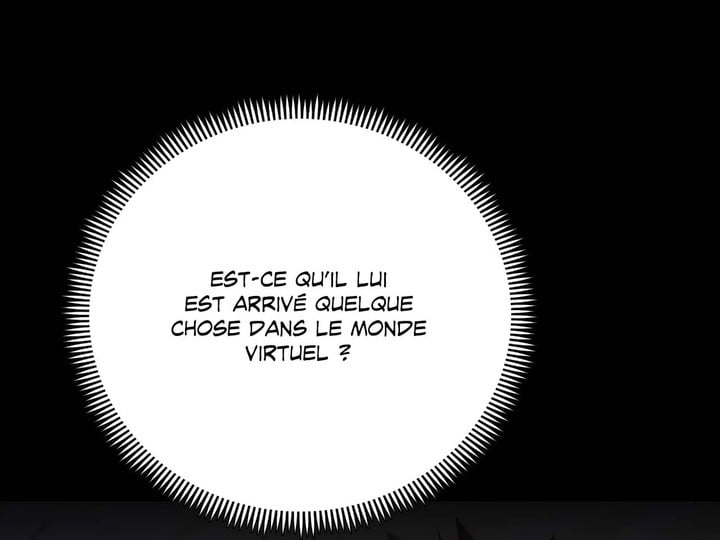 EST-CE QU'IL LUI
EST ARRIVÉ QUELQUE
CHOSE DANS LE MONDE
VIRTUEL ?